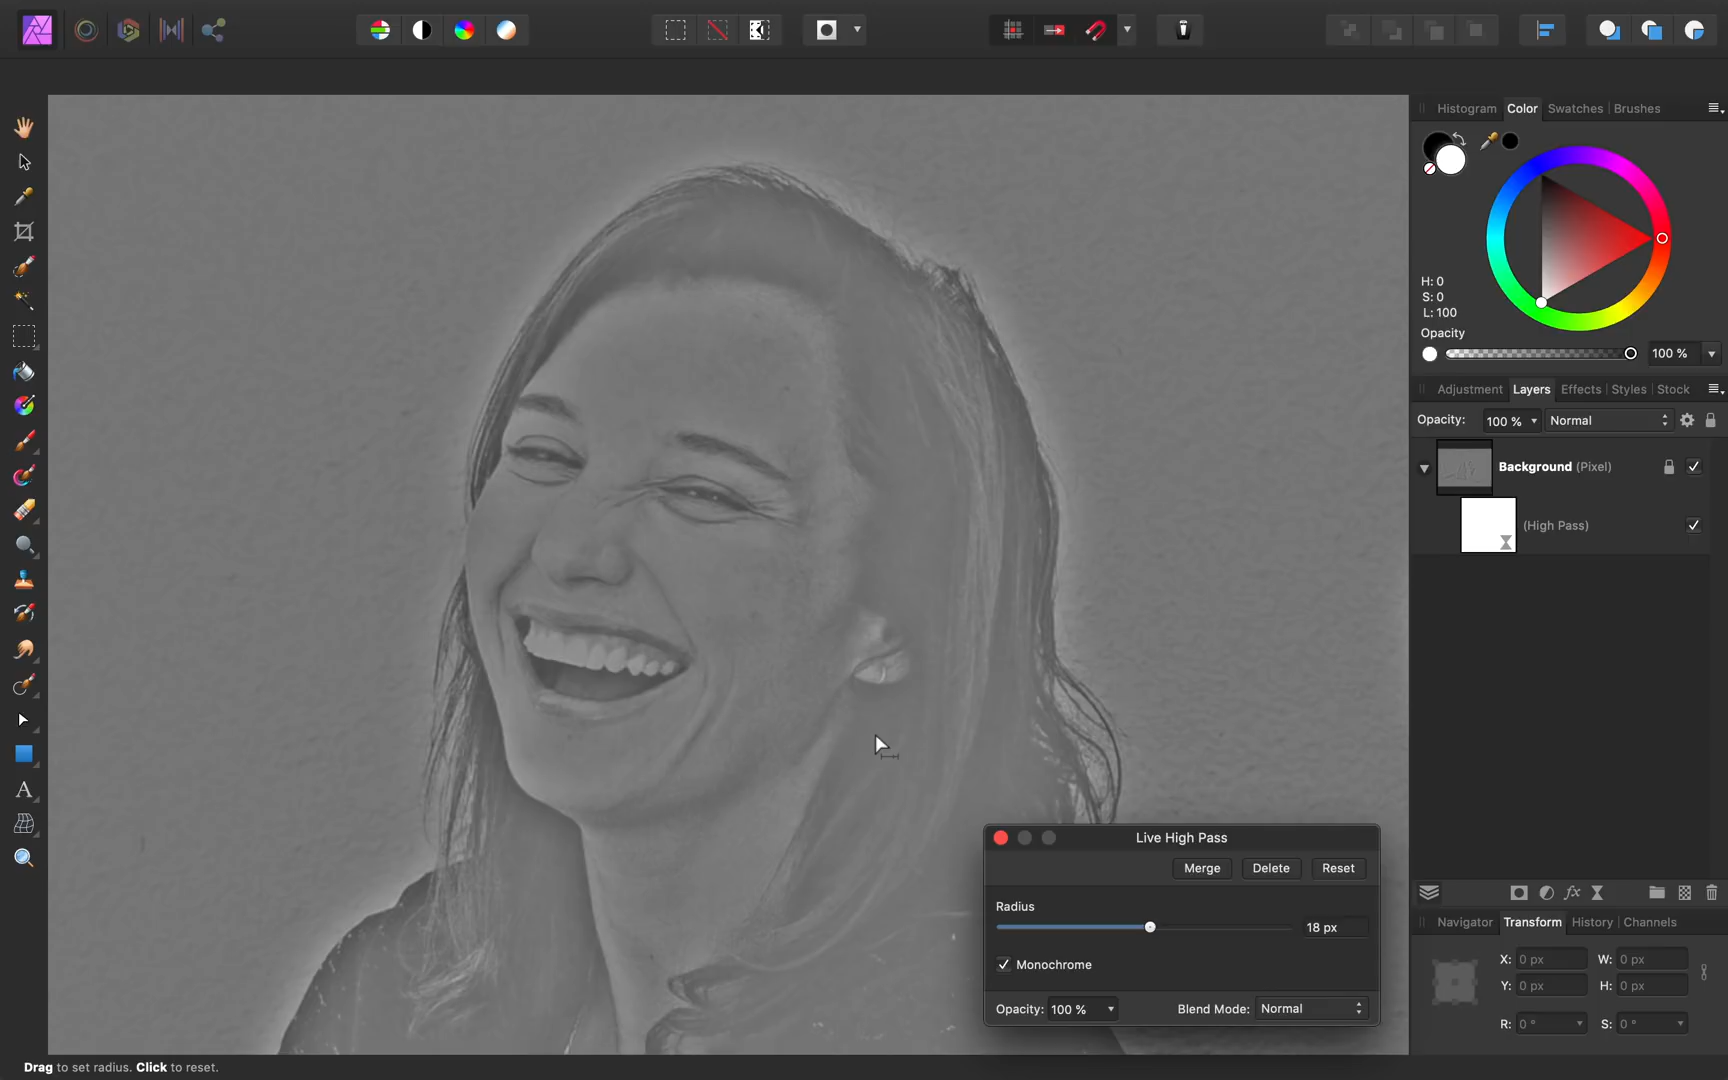 Histogram Color Swatches Brushes
H: 0
S: 0
L: 100
Opacity
100 %
Adjustment Layers Effects Styles Stock
Opacity: 100 % Normal
Background (Pixel)
(High Pass)
Live High Pass
Merge Delete Reset
Radius
18 px
Monochrome
Opacity: 100 % Blend Mode: Normal
Navigator Transform History Channels
X: 0 px W: 0 px
Y: 0 px H: 0 px
R: 0 ° S: 0 °
Drag to set radius. Click to reset.